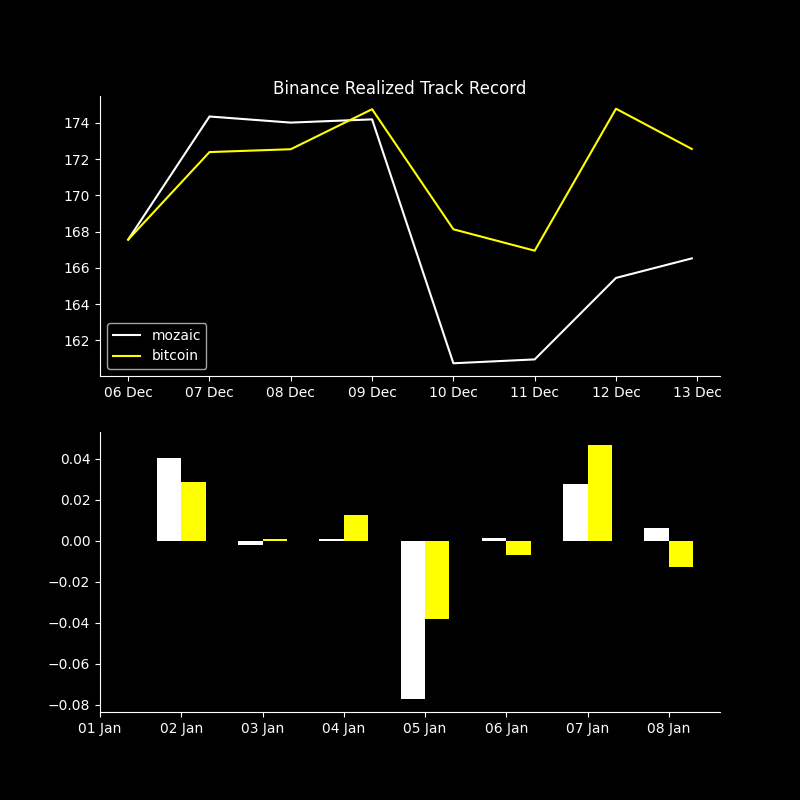 Binance Realized Track Record
174
172
170
168
166
164
162
mozaic
bitcoin
06 Dec 07 Dec 08 Dec 09 Dec 10 Dec 11 Dec 12 Dec 13 Dec
0.04
0.02
0.00
−0.02
−0.04
−0.06
−0.08
01 Jan 02 Jan 03 Jan 04 Jan 05 Jan 06 Jan 07 Jan 08 Jan